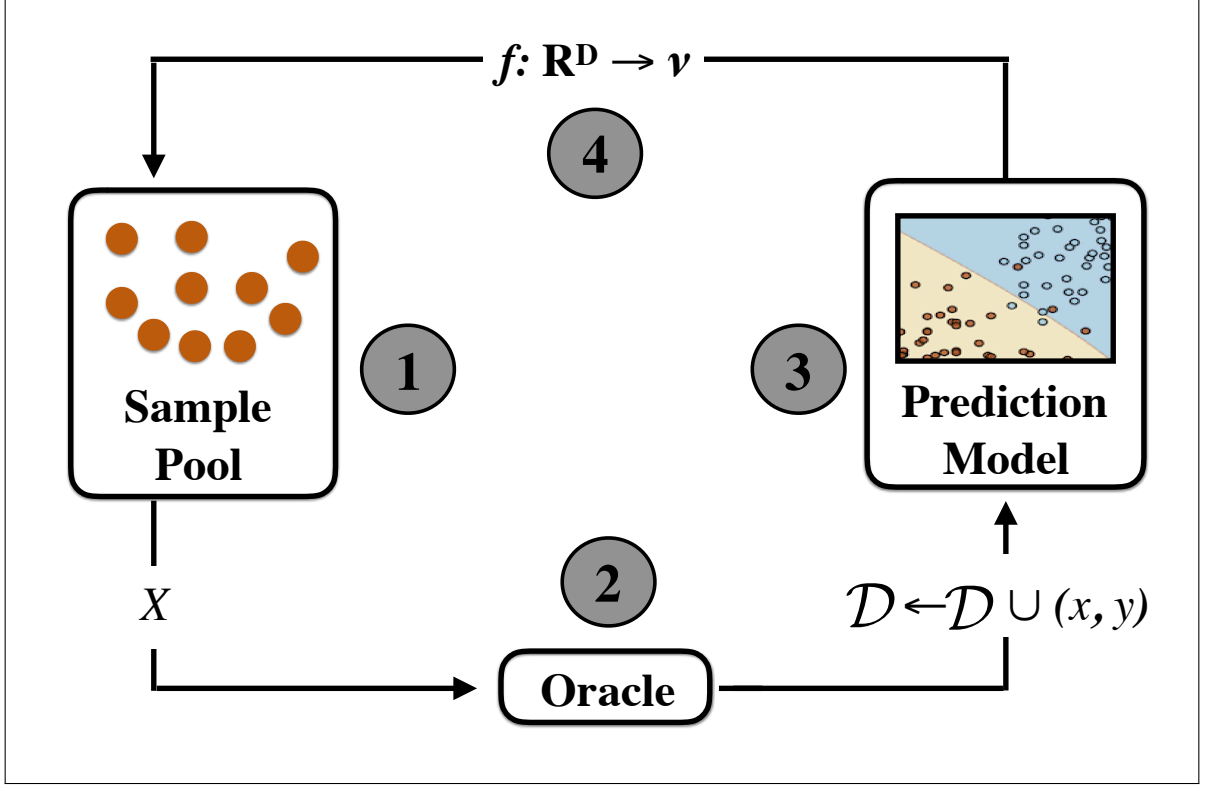 f: R^D → v
4
1
3
Sample
Pool
Prediction
Model
2
X
𝒟 ← 𝒟 ∪ (x, y)
Oracle